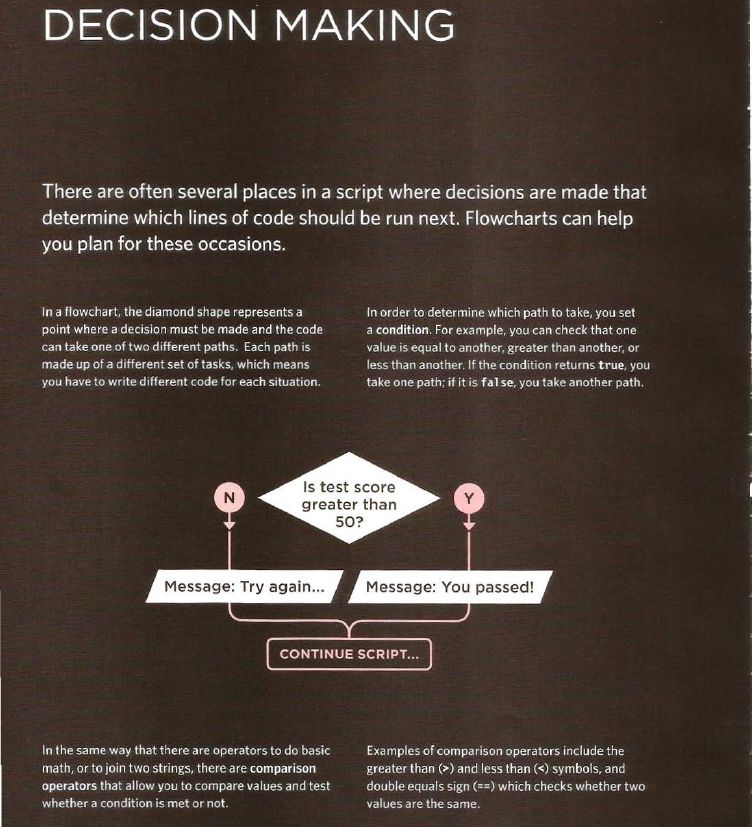 DECISION MAKING
There are often several places in a script where decisions are made that
determine which lines of code should be run next. Flowcharts can help
you plan for these occasions.
In a flowchart, the diamond shape represents a
point where a decision must be made and the code
can take one of two different paths. Each path is
made up of a different set of tasks, which means
you have to write different code for each situation.
In order to determine which path to take, you set
a condition. For example, you can check that one
value is equal to another, greater than another, or
less than another. If the condition returns true, you
take one path; if it is false, you take another path.
N
Is test score
greater than
50?
Y
Message: Try again...
Message: You passed!
CONTINUE SCRIPT...
In the same way that there are operators to do basic
math, or to join two strings, there are comparison
operators that allow you to compare values and test
whether a condition is met or not.
Examples of comparison operators include the
greater than (>) and less than (<) symbols, and
double equals sign (==) which checks whether two
values are the same.